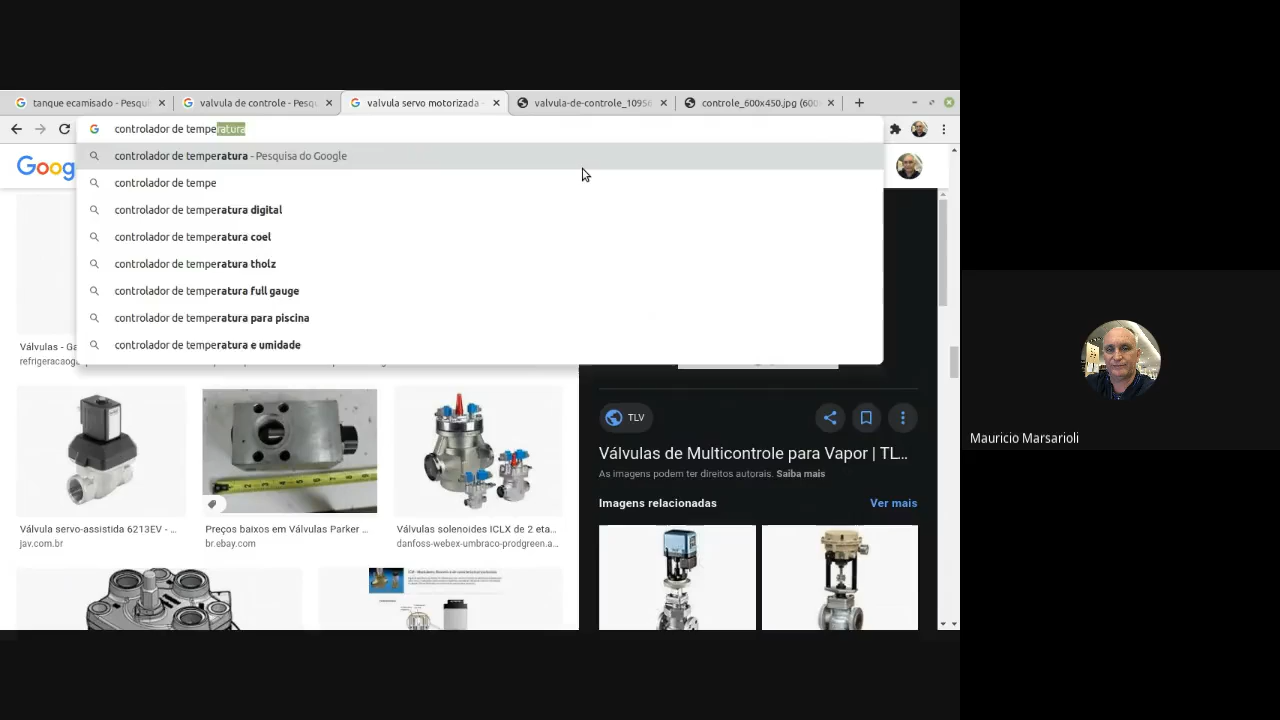 tanque ecamisado - Pesqu
valvula de controle - Pesqu
valvula servo motorizada -
valvula-de-controle_1095
controle_600x450.jpg (600
controlador de temperatura
Goog
controlador de temperatura - Pesquisa do Google
controlador de tempe
controlador de temperatura digital
controlador de temperatura coel
controlador de temperatura tholz
controlador de temperatura full gauge
controlador de temperatura para piscina
controlador de temperatura e umidade
Válvulas - Ga
refrigeracaoga
TLV
Válvulas de Multicontrole para Vapor | TL...
As imagens podem ter direitos autorais. Saiba mais
Imagens relacionadas
Ver mais
Válvula servo-assistida 6213EV - ...
jav.com.br
Preços baixos em Válvulas Parker ...
br.ebay.com
Válvulas solenoides ICLX de 2 eta...
danfoss-webex-umbraco-prodgreen.a...
Mauricio Marsarioli